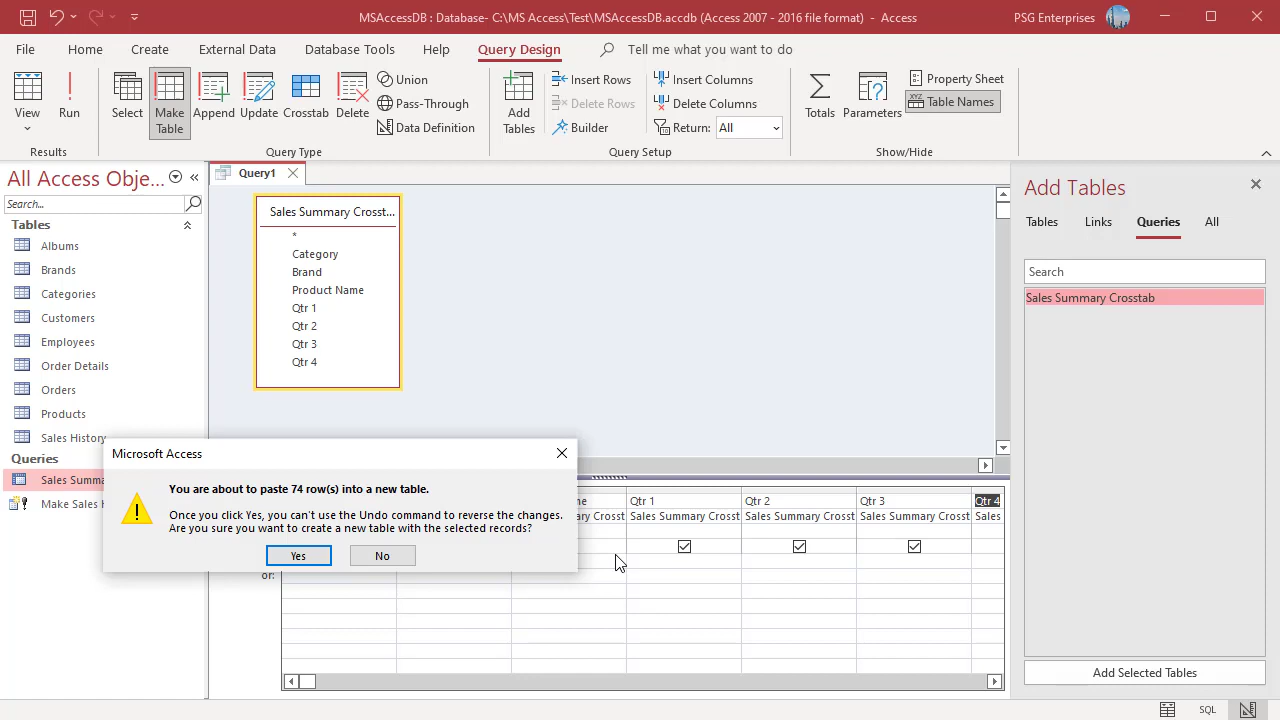 MSAccessDB : Database- C:\MS Access\Test\MSAccessDB.accdb (Access 2007 - 2016 file format) - Access
PSG Enterprises
File Home Create External Data Database Tools Help Query Design Tell me what you want to do
View
Run
Select
Make Table
Append
Update
Crosstab
Delete
Union
Pass-Through
Data Definition
Add Tables
Insert Rows
Delete Rows
Builder
Insert Columns
Delete Columns
Return: All
Totals
Parameters
Property Sheet
Table Names
Results
Query Type
Query Setup
Show/Hide
All Access Obje...
Search...
Tables
Albums
Brands
Categories
Customers
Employees
Order Details
Orders
Products
Sales History
Queries
Sales Summa
Make Sales H
Query1
Sales Summary Crosst...
*
Category
Brand
Product Name
Qtr 1
Qtr 2
Qtr 3
Qtr 4
me Qtr 1 Qtr 2 Qtr 3 Qtr 4
mary Crosst Sales Summary Crosst Sales Summary Crosst Sales Summary Crosst Sales
or:
Microsoft Access
You are about to paste 74 row(s) into a new table.
Once you click Yes, you can't use the Undo command to reverse the changes.
Are you sure you want to create a new table with the selected records?
Yes No
Add Tables
Tables Links Queries All
Search
Sales Summary Crosstab
Add Selected Tables
SQL